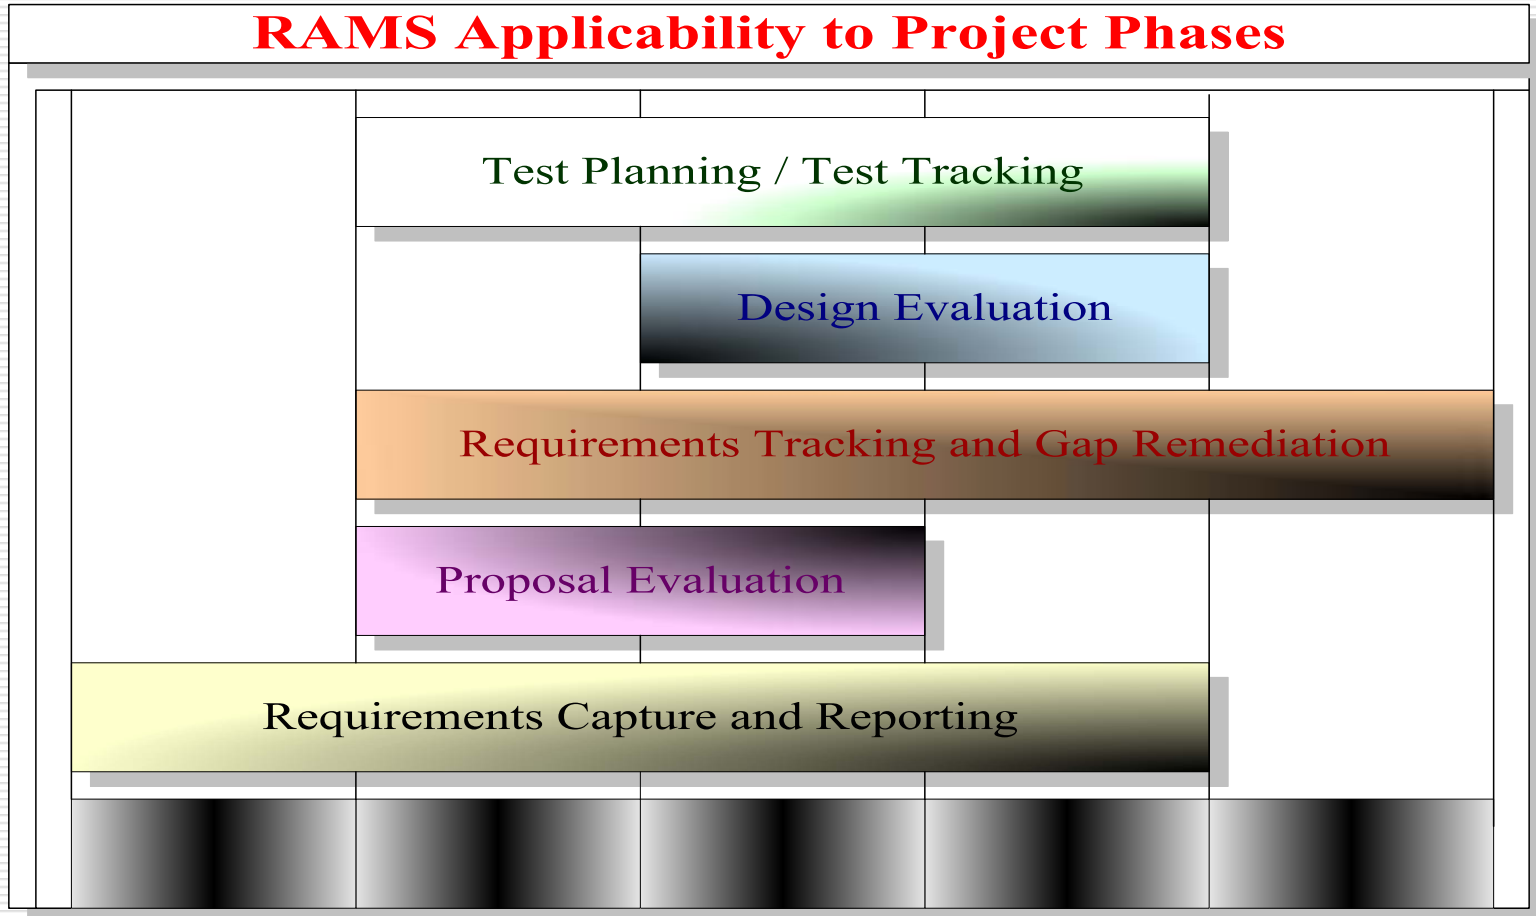 RAMS Applicability to Project Phases
Test Planning / Test Tracking
Design Evaluation
Requirements Tracking and Gap Remediation
Proposal Evaluation
Requirements Capture and Reporting